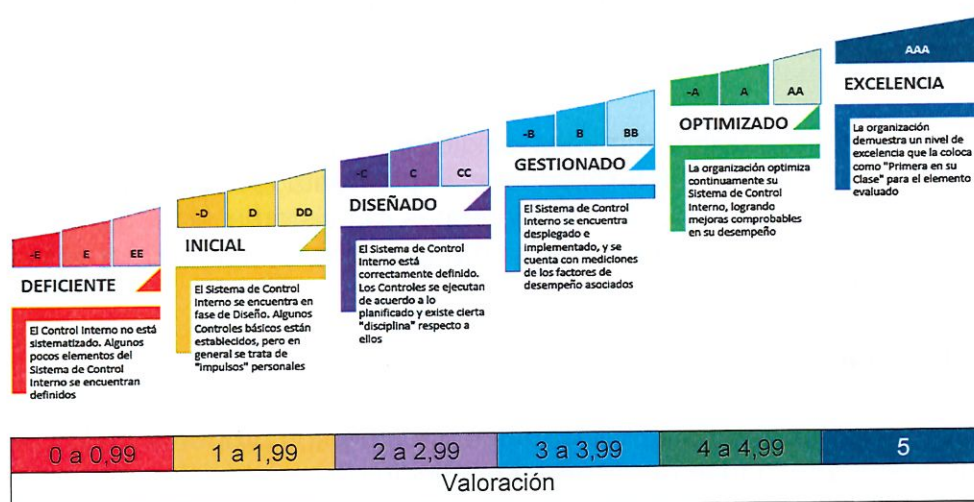 -E E EE
DEFICIENTE
El Control Interno no está
sistematizado. Algunos
pocos elementos del
Sistema de Control
Interno se encuentran
definidos
-D D DD
INICIAL
El Sistema de Control
Interno se encuentra en
fase de Diseño. Algunos
Controles básicos están
establecidos, pero en
general se trata de
"impulsos" personales
-C C CC
DISEÑADO
El Sistema de Control
Interno está
correctamente definido.
Los Controles se ejecutan
de acuerdo a lo
planificado y existe cierta
"disciplina" respecto a
ellos
-B B BB
GESTIONADO
El Sistema de Control
Interno se encuentra
desplegado e
implementado, y se
cuenta con mediciones
de los factores de
desempeño asociados
-A A AA
OPTIMIZADO
La organización optimiza
continuamente su
Sistema de Control
Interno, logrando
mejoras comprobables
en su desempeño
AAA
EXCELENCIA
La organización
demuestra un nivel de
excelencia que la coloca
como "Primera en su
Clase" para el elemento
evaluado
0 a 0,99 1 a 1,99 2 a 2,99 3 a 3,99 4 a 4,99 5
Valoración